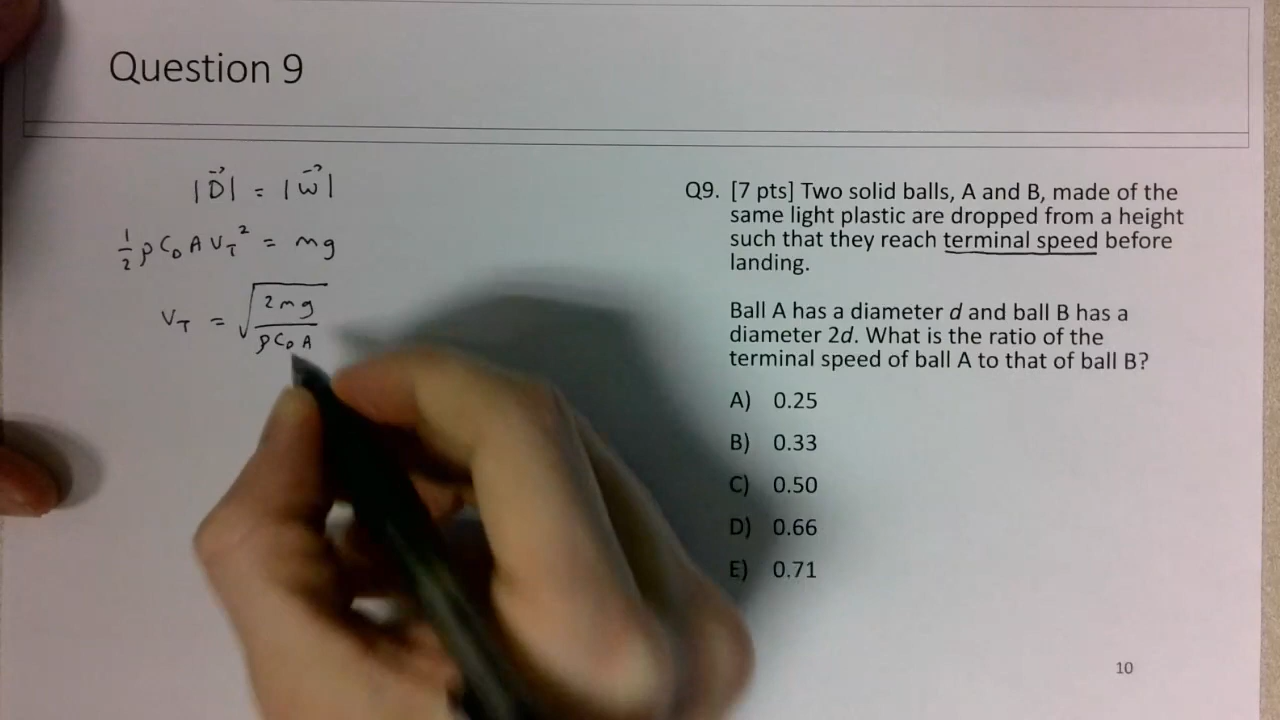 Question 9
|D⃗| = |W⃗|
1/2 ρ C_D A V_T² = mg
V_T = √(2mg / ρ C_D A)
Q9. [7 pts] Two solid balls, A and B, made of the
same light plastic are dropped from a height
such that they reach terminal speed before
landing.
Ball A has a diameter d and ball B has a
diameter 2d. What is the ratio of the
terminal speed of ball A to that of ball B?
A) 0.25
B) 0.33
C) 0.50
D) 0.66
E) 0.71
10